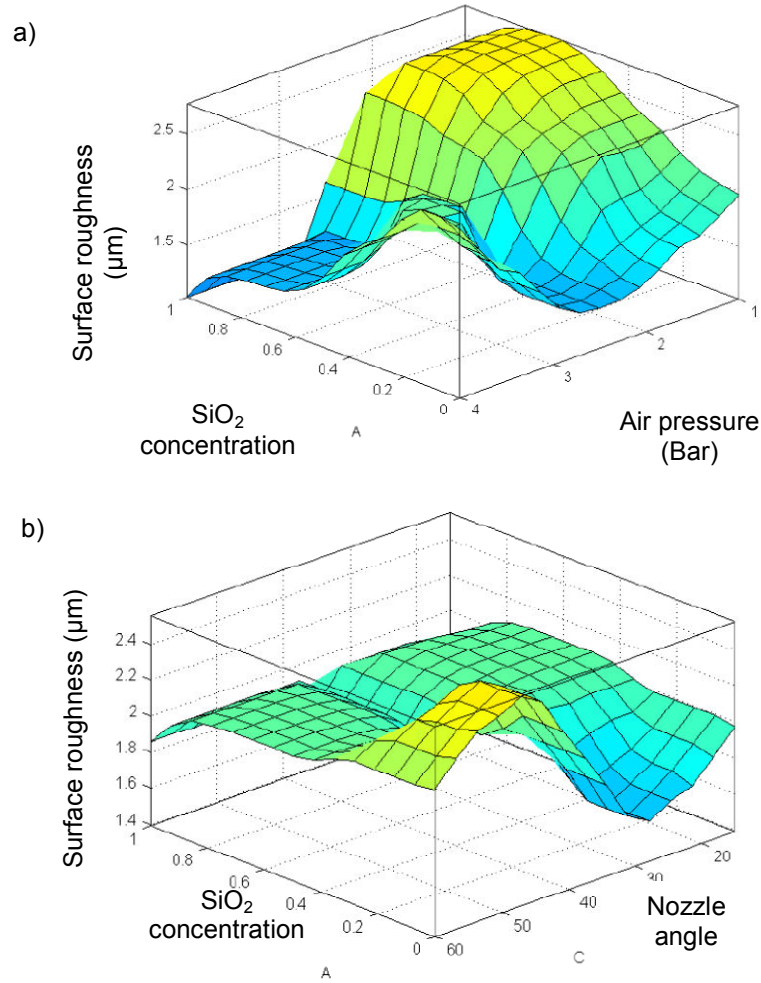 a)
Surface roughness
(µm)
2.5
2
1.5
1
0.8
0.6
0.4
0.2
0
4
3
2
1
SiO₂
concentration
A
Air pressure
(Bar)
b)
Surface roughness (µm)
2.4
2.2
2
1.8
1.6
1.4
1
0.8
0.6
0.4
0.2
0
60
50
40
30
20
SiO₂
concentration
A
C
Nozzle
angle